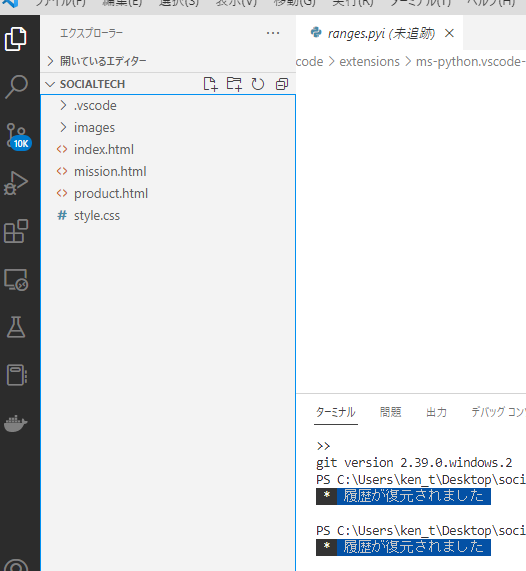 ファイル(F) 編集(E) 選択(S) 表示(V) 移動(G) 実行(R) ターミナル(T) ヘルプ(H)
エクスプローラー ...
開いているエディター
SOCIALTECH
.vscode
images
index.html
mission.html
product.html
style.css
10K
ranges.pyi (未追跡)
code > extensions > ms-python.vscode-
ターミナル 問題 出力 デバッグ コン
>>
git version 2.39.0.windows.2
PS C:\Users\ken_t\Desktop\soci
* 履歴が復元されました
PS C:\Users\ken_t\Desktop\soci
* 履歴が復元されました